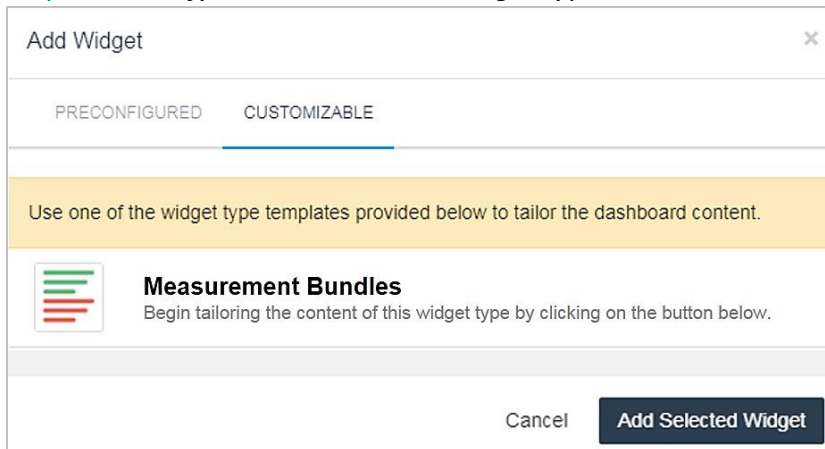 Add Widget ×
PRECONFIGURED CUSTOMIZABLE
Use one of the widget type templates provided below to tailor the dashboard content.
Measurement Bundles
Begin tailoring the content of this widget type by clicking on the button below.
Cancel Add Selected Widget